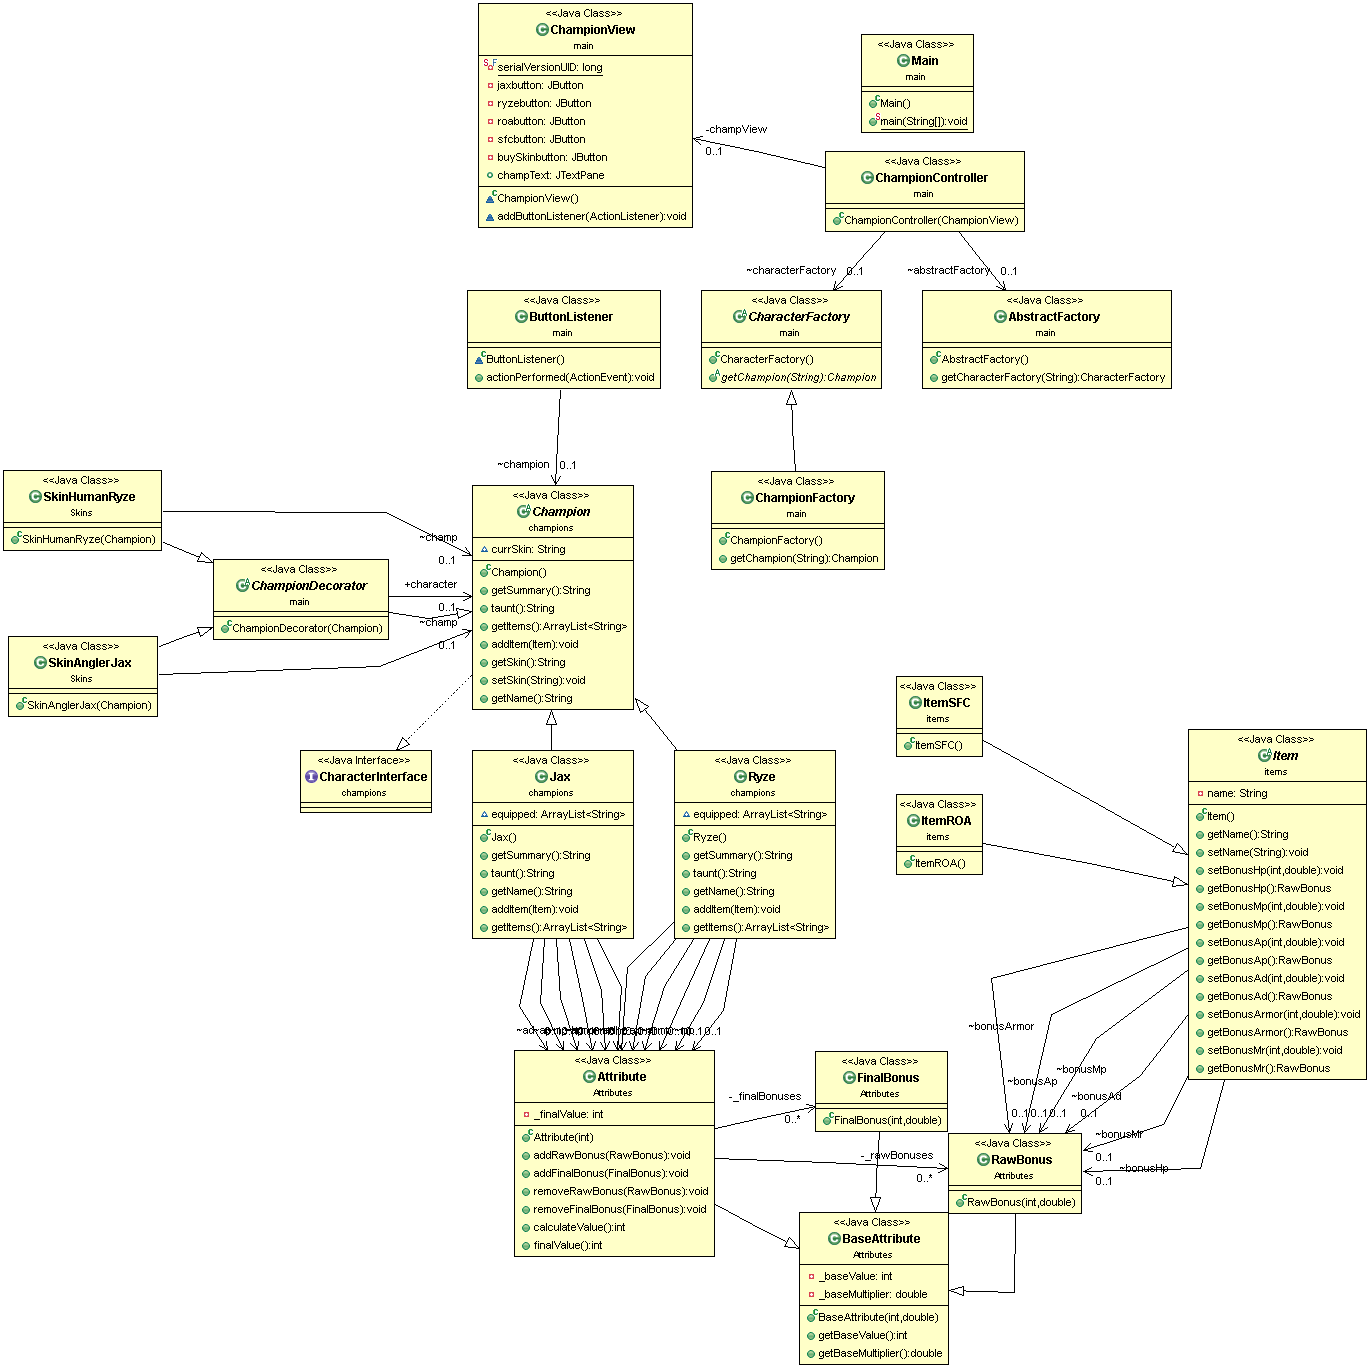 <<Java Class>>
ChampionView
main
serialVersionUID: long
jaxbutton: JButton
ryzebutton: JButton
roabutton: JButton
sfcbutton: JButton
buySkinbutton: JButton
champText: JTextPane
ChampionView()
addButtonListener(ActionListener):void
<<Java Class>>
Main
main
Main()
main(String[]):void
-champView
0..1
<<Java Class>>
ChampionController
main
ChampionController(ChampionView)
~characterFactory
0..1
~abstractFactory
0..1
<<Java Class>>
ButtonListener
main
ButtonListener()
actionPerformed(ActionEvent):void
<<Java Class>>
CharacterFactory
main
CharacterFactory()
getChampion(String):Champion
<<Java Class>>
AbstractFactory
main
AbstractFactory()
getCharacterFactory(String):CharacterFactory
~champion
0..1
<<Java Class>>
SkinHumanRyze
Skins
SkinHumanRyze(Champion)
<<Java Class>>
Champion
champions
currSkin: String
Champion()
getSummary():String
taunt():String
getItems():ArrayList<String>
addItem(Item):void
getSkin():String
setSkin(String):void
getName():String
<<Java Class>>
ChampionFactory
main
ChampionFactory()
getChampion(String):Champion
~champ
0..1
<<Java Class>>
ChampionDecorator
main
ChampionDecorator(Champion)
+character
0..1
~champ
0..1
<<Java Class>>
SkinAnglerJax
Skins
SkinAnglerJax(Champion)
<<Java Interface>>
CharacterInterface
champions
<<Java Class>>
Jax
champions
equipped: ArrayList<String>
Jax()
getSummary():String
taunt():String
getName():String
addItem(Item):void
getItems():ArrayList<String>
<<Java Class>>
Ryze
champions
equipped: ArrayList<String>
Ryze()
getSummary():String
taunt():String
getName():String
addItem(Item):void
getItems():ArrayList<String>
<<Java Class>>
ItemSFC
items
ItemSFC()
<<Java Class>>
ItemROA
items
ItemROA()
<<Java Class>>
Item
items
name: String
Item()
getName():String
setName(String):void
setBonusHp(int,double):void
getBonusHp():RawBonus
setBonusMp(int,double):void
getBonusMp():RawBonus
setBonusAp(int,double):void
getBonusAp():RawBonus
setBonusAd(int,double):void
getBonusAd():RawBonus
setBonusArmor(int,double):void
getBonusArmor():RawBonus
setBonusMr(int,double):void
getBonusMr():RawBonus
~bonusArmor
~bonusAp
~bonusMp
~bonusAd
0..1
0..1
0..1
0..1
~bonusMr
0..1
~bonusHp
0..1
~ad
0..1
<<Java Class>>
Attribute
Attributes
_finalValue: int
Attribute(int)
addRawBonus(RawBonus):void
addFinalBonus(FinalBonus):void
removeRawBonus(RawBonus):void
removeFinalBonus(FinalBonus):void
calculateValue():int
finalValue():int
-_finalBonuses
0..*
-_rawBonuses
0..*
<<Java Class>>
FinalBonus
Attributes
FinalBonus(int,double)
<<Java Class>>
RawBonus
Attributes
RawBonus(int,double)
<<Java Class>>
BaseAttribute
Attributes
_baseValue: int
_baseMultiplier: double
BaseAttribute(int,double)
getBaseValue():int
getBaseMultiplier():double